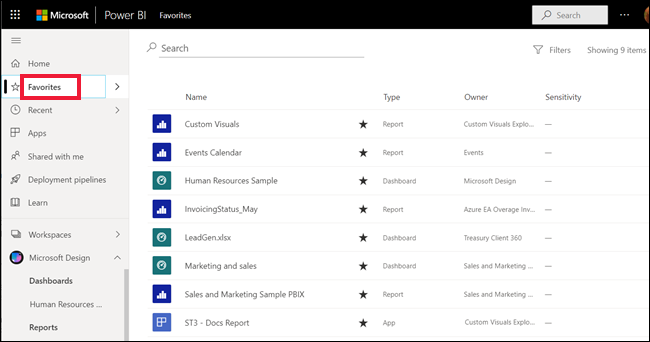 Microsoft Power BI Favorites Search ...
Search
Filters Showing 9 items
Home
Favorites
Recent
Apps
Shared with me
Deployment pipelines
Learn
Workspaces
Microsoft Design
Dashboards
Human Resources ...
Reports
Name Type Owner Sensitivity
Custom Visuals Report Custom Visuals Explo... —
Events Calendar Report Events —
Human Resources Sample Dashboard Microsoft Design —
InvoicingStatus_May Report Azure EA Overage Inv... —
LeadGen.xlsx Dashboard Treasury Client 360 —
Marketing and sales Dashboard Sales and Marketing ... —
Sales and Marketing Sample PBIX Report Sales and Marketing ... —
ST3 - Docs Report App Custom Visuals Explo... —